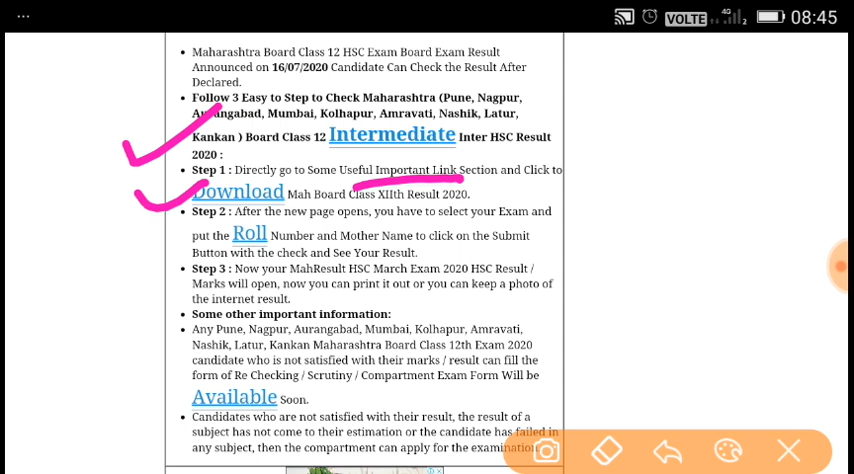 ...
VOLTE 4G 2 08:45
Maharashtra Board Class 12 HSC Exam Board Exam Result
Announced on 16/07/2020 Candidate Can Check the Result After
Declared.
Follow 3 Easy to Step to Check Maharashtra (Pune, Nagpur,
Aurangabad, Mumbai, Kolhapur, Amravati, Nashik, Latur,
Kankan ) Board Class 12 Intermediate Inter HSC Result
2020 :
Step 1 : Directly go to Some Useful Important Link Section and Click to
Download Mah Board Class XIIth Result 2020.
Step 2 : After the new page opens, you have to select your Exam and
put the Roll Number and Mother Name to click on the Submit
Button with the check and See Your Result.
Step 3 : Now your MahResult HSC March Exam 2020 HSC Result /
Marks will open, now you can print it out or you can keep a photo of
the internet result.
Some other important information:
Any Pune, Nagpur, Aurangabad, Mumbai, Kolhapur, Amravati,
Nashik, Latur, Kankan Maharashtra Board Class 12th Exam 2020
candidate who is not satisfied with their marks / result can fill the
form of Re Checking / Scrutiny / Compartment Exam Form Will be
Available Soon.
Candidates who are not satisfied with their result, the result of a
subject has not come to their estimation or the candidate has failed in
any subject, then the compartment can apply for the examination